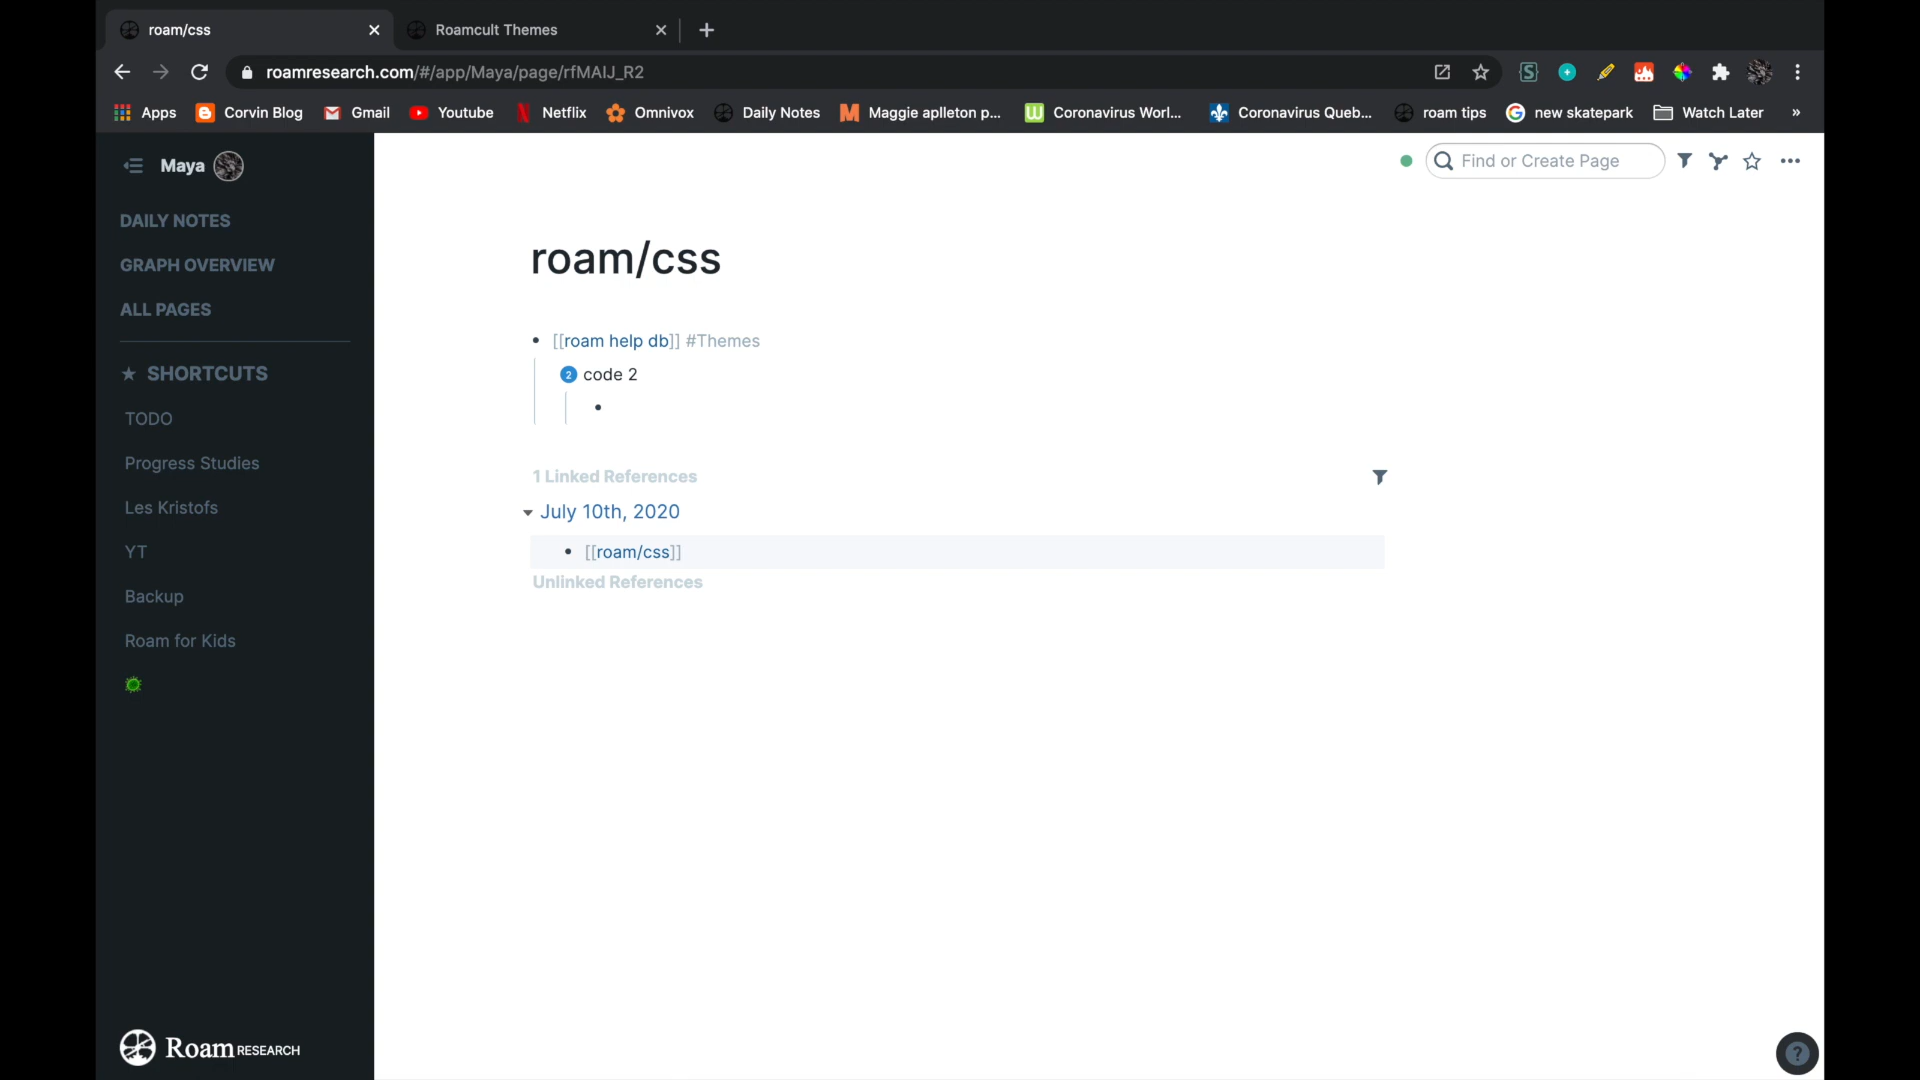 roam/css
Roamcult Themes
roamresearch.com/#/app/Maya/page/rfMAIJ_R2
Apps
Corvin Blog
Gmail
Youtube
Netflix
Omnivox
Daily Notes
Maggie aplleton p...
Coronavirus Worl...
Coronavirus Queb...
roam tips
new skatepark
Watch Later
»
Maya
Find or Create Page
DAILY NOTES
GRAPH OVERVIEW
ALL PAGES
★ SHORTCUTS
TODO
Progress Studies
Les Kristofs
YT
Backup
Roam for Kids
roam/css
[[roam help db]] #Themes
2 code 2
1 Linked References
July 10th, 2020
[[roam/css]]
Unlinked References
Roam RESEARCH
?